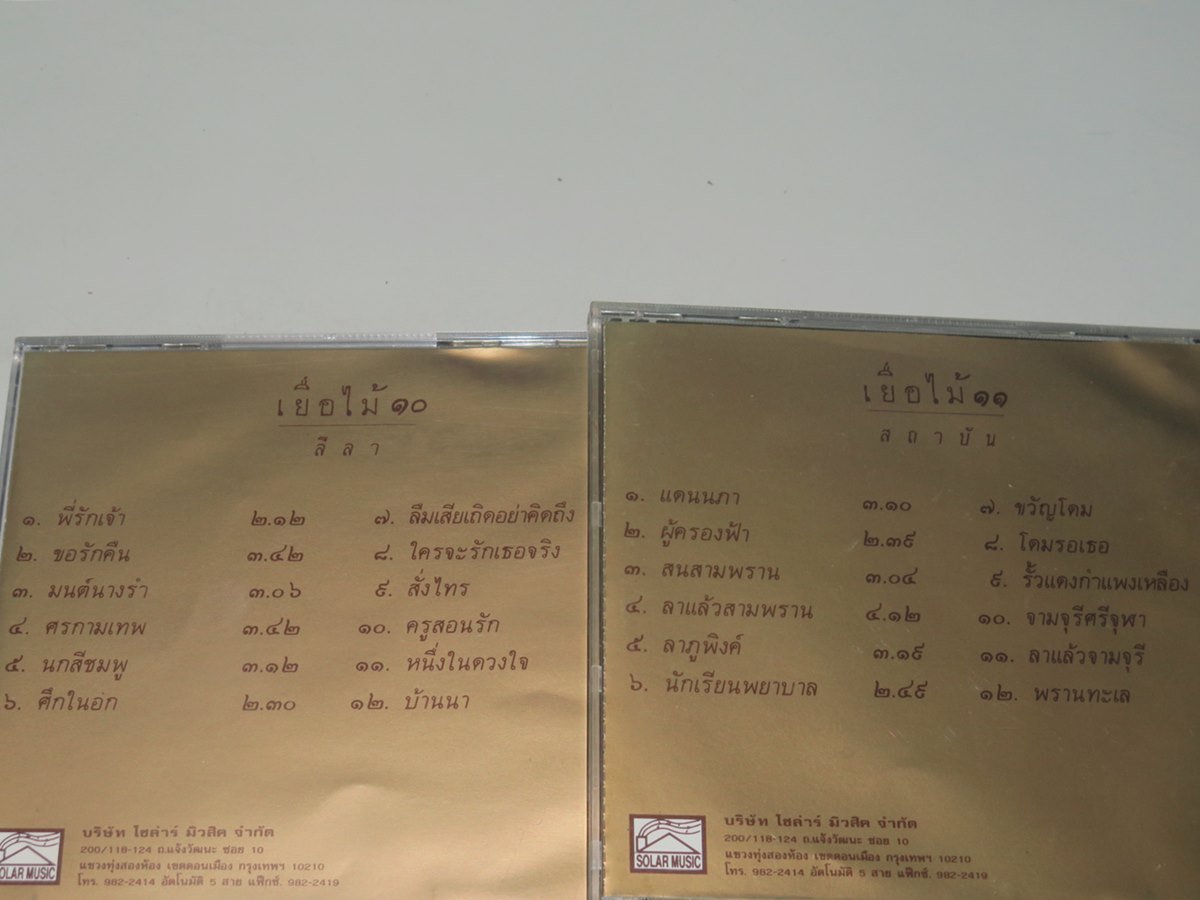 เยื่อไม้ ๑๐
ลีลา
๑. พี่รักเจ้า ๒.๑๒ ๗. ลืมเสียเถิดอย่าคิดถึง
๒. ขอรักคืน ๓.๔๒ ๘. ใครจะรักเธอจริง
๓. มนต์นางรำ ๓.๐๖ ๙. สั่งไทร
๔. ศรกามเทพ ๓.๔๒ ๑๐. ครูสอนรัก
๕. นกสีชมพู ๓.๑๒ ๑๑. หนึ่งในดวงใจ
๖. ศึกในอก ๒.๓๐ ๑๒. บ้านนา
SOLAR MUSIC
บริษัท โซล่าร์ มิวสิค จำกัด
200/118-124 ถ.แจ้งวัฒนะ ซอย 10
แขวงทุ่งสองห้อง เขตดอนเมือง กรุงเทพฯ 10210
โทร. 982-2414 อัตโนมัติ 5 สาย แฟ็กซ์. 982-2419
เยื่อไม้ ๑๑
สถาบัน
๑. แดนนภา ๓.๑๐ ๗. ขวัญโดม
๒. ผู้ครองฟ้า ๒.๓๙ ๘. โดมรอเธอ
๓. สนสามพราน ๓.๐๔ ๙. รั้วแดงกำแพงเหลือง
๔. ลาแล้วสามพราน ๔.๑๒ ๑๐. จามจุรีศรีจุฬา
๕. ลาภูพิงค์ ๓.๑๙ ๑๑. ลาแล้วจามจุรี
๖. นักเรียนพยาบาล ๒.๔๙ ๑๒. พรานทะเล
SOLAR MUSIC
บริษัท โซล่าร์ มิวสิค จำกัด
200/118-124 ถ.แจ้งวัฒนะ ซอย 10
แขวงทุ่งสองห้อง เขตดอนเมือง กรุงเทพฯ 10210
โทร. 982-2414 อัตโนมัติ 5 สาย แฟ็กซ์. 982-2419